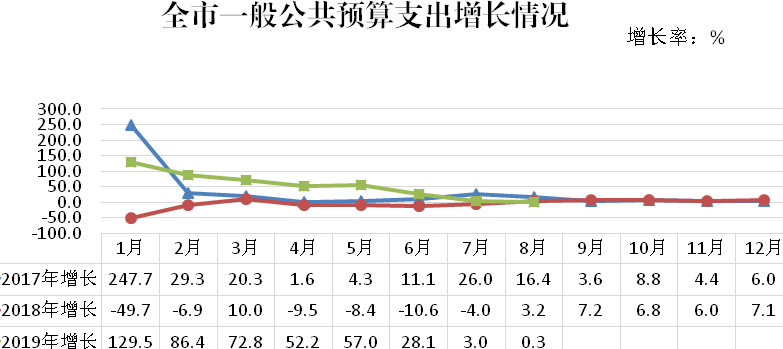 全市一般公共预算支出增长情况
增长率：%
300.0
250.0
200.0
150.0
100.0
50.0
0.0
-50.0
-100.0
1月 2月 3月 4月 5月 6月 7月 8月 9月 10月 11月 12月
2017年增长 247.7 29.3 20.3 1.6 4.3 11.1 26.0 16.4 3.6 8.8 4.4 6.0
2018年增长 -49.7 -6.9 10.0 -9.5 -8.4 -10.6 -4.0 3.2 7.2 6.8 6.0 7.1
2019年增长 129.5 86.4 72.8 52.2 57.0 28.1 3.0 0.3